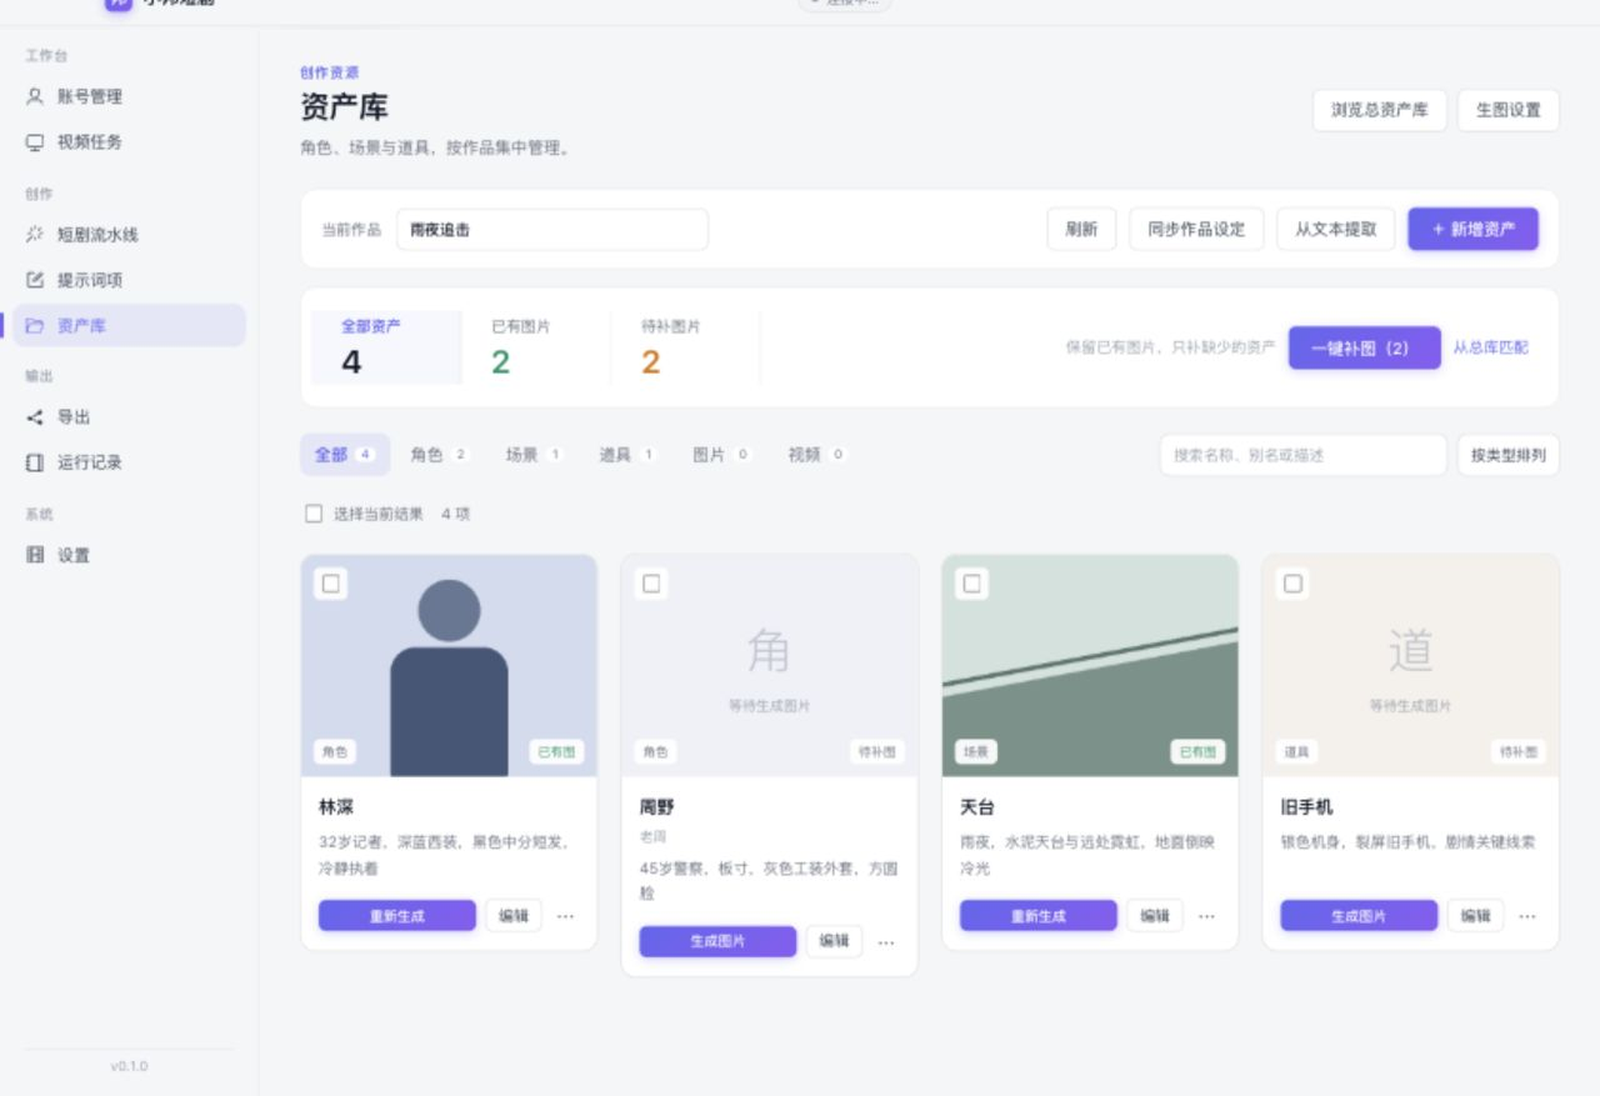 工作台
账号管理
视频任务
创作
短剧流水线
提示词项
资产库
输出
导出
运行记录
系统
设置
v0.1.0
创作资源
资产库
角色、场景与道具，按作品集中管理。
浏览总资产库
生图设置
当前作品
雨夜追击
刷新
同步作品设定
从文本提取
+ 新增资产
全部资产
4
已有图片
2
待补图片
2
保留已有图片，只补缺少的资产
一键补图（2）
从总库匹配
全部 4
角色 2
场景 1
道具 1
图片 0
视频 0
搜索名称、别名或描述
按类型排列
选择当前结果 4 项
角色
已有图
林深
32岁记者，深蓝西装，黑色中分短发，
冷静执着
重新生成
编辑
···
角
等待生成图片
角色
待补图
周野
老周
45岁警察，板寸，灰色工装外套，方圆
脸
生成图片
编辑
···
场景
已有图
天台
雨夜，水泥天台与远处霓虹，地面倒映
冷光
重新生成
编辑
···
道
等待生成图片
道具
待补图
旧手机
银色机身，裂屏旧手机，剧情关键线索
生成图片
编辑
···